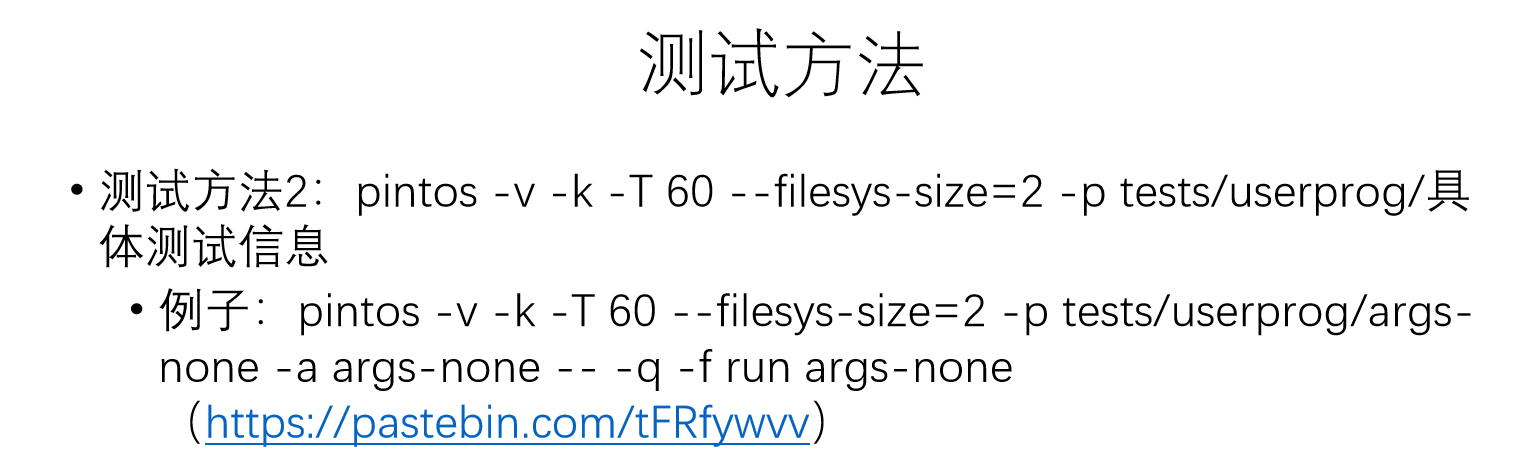 测试方法
• 测试方法2：pintos -v -k -T 60 --filesys-size=2 -p tests/userprog/具
体测试信息
• 例子：pintos -v -k -T 60 --filesys-size=2 -p tests/userprog/args-
none -a args-none -- -q -f run args-none
（https://pastebin.com/tFRfywvv）